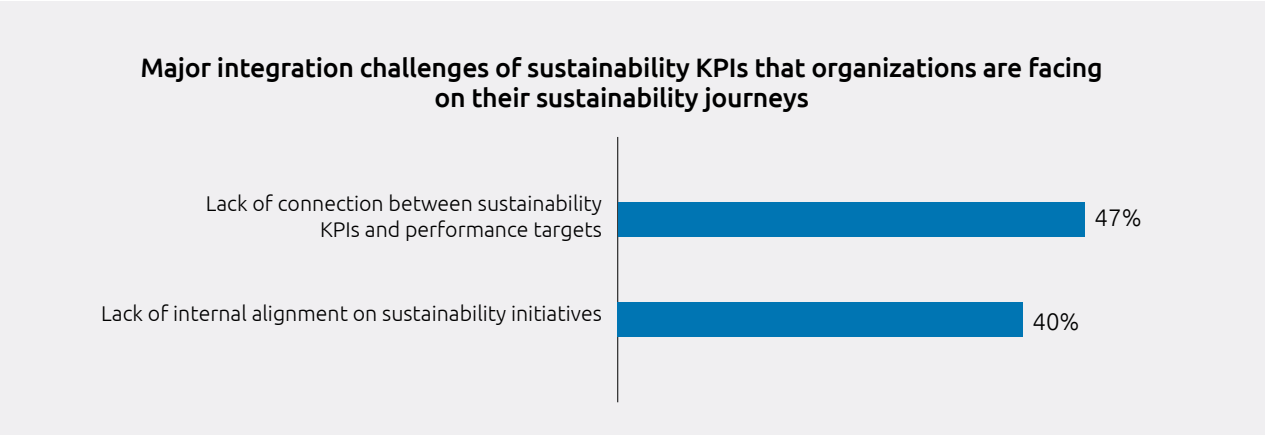 Major integration challenges of sustainability KPIs that organizations are facing
on their sustainability journeys
Lack of connection between sustainability
KPIs and performance targets
47%
Lack of internal alignment on sustainability initiatives
40%